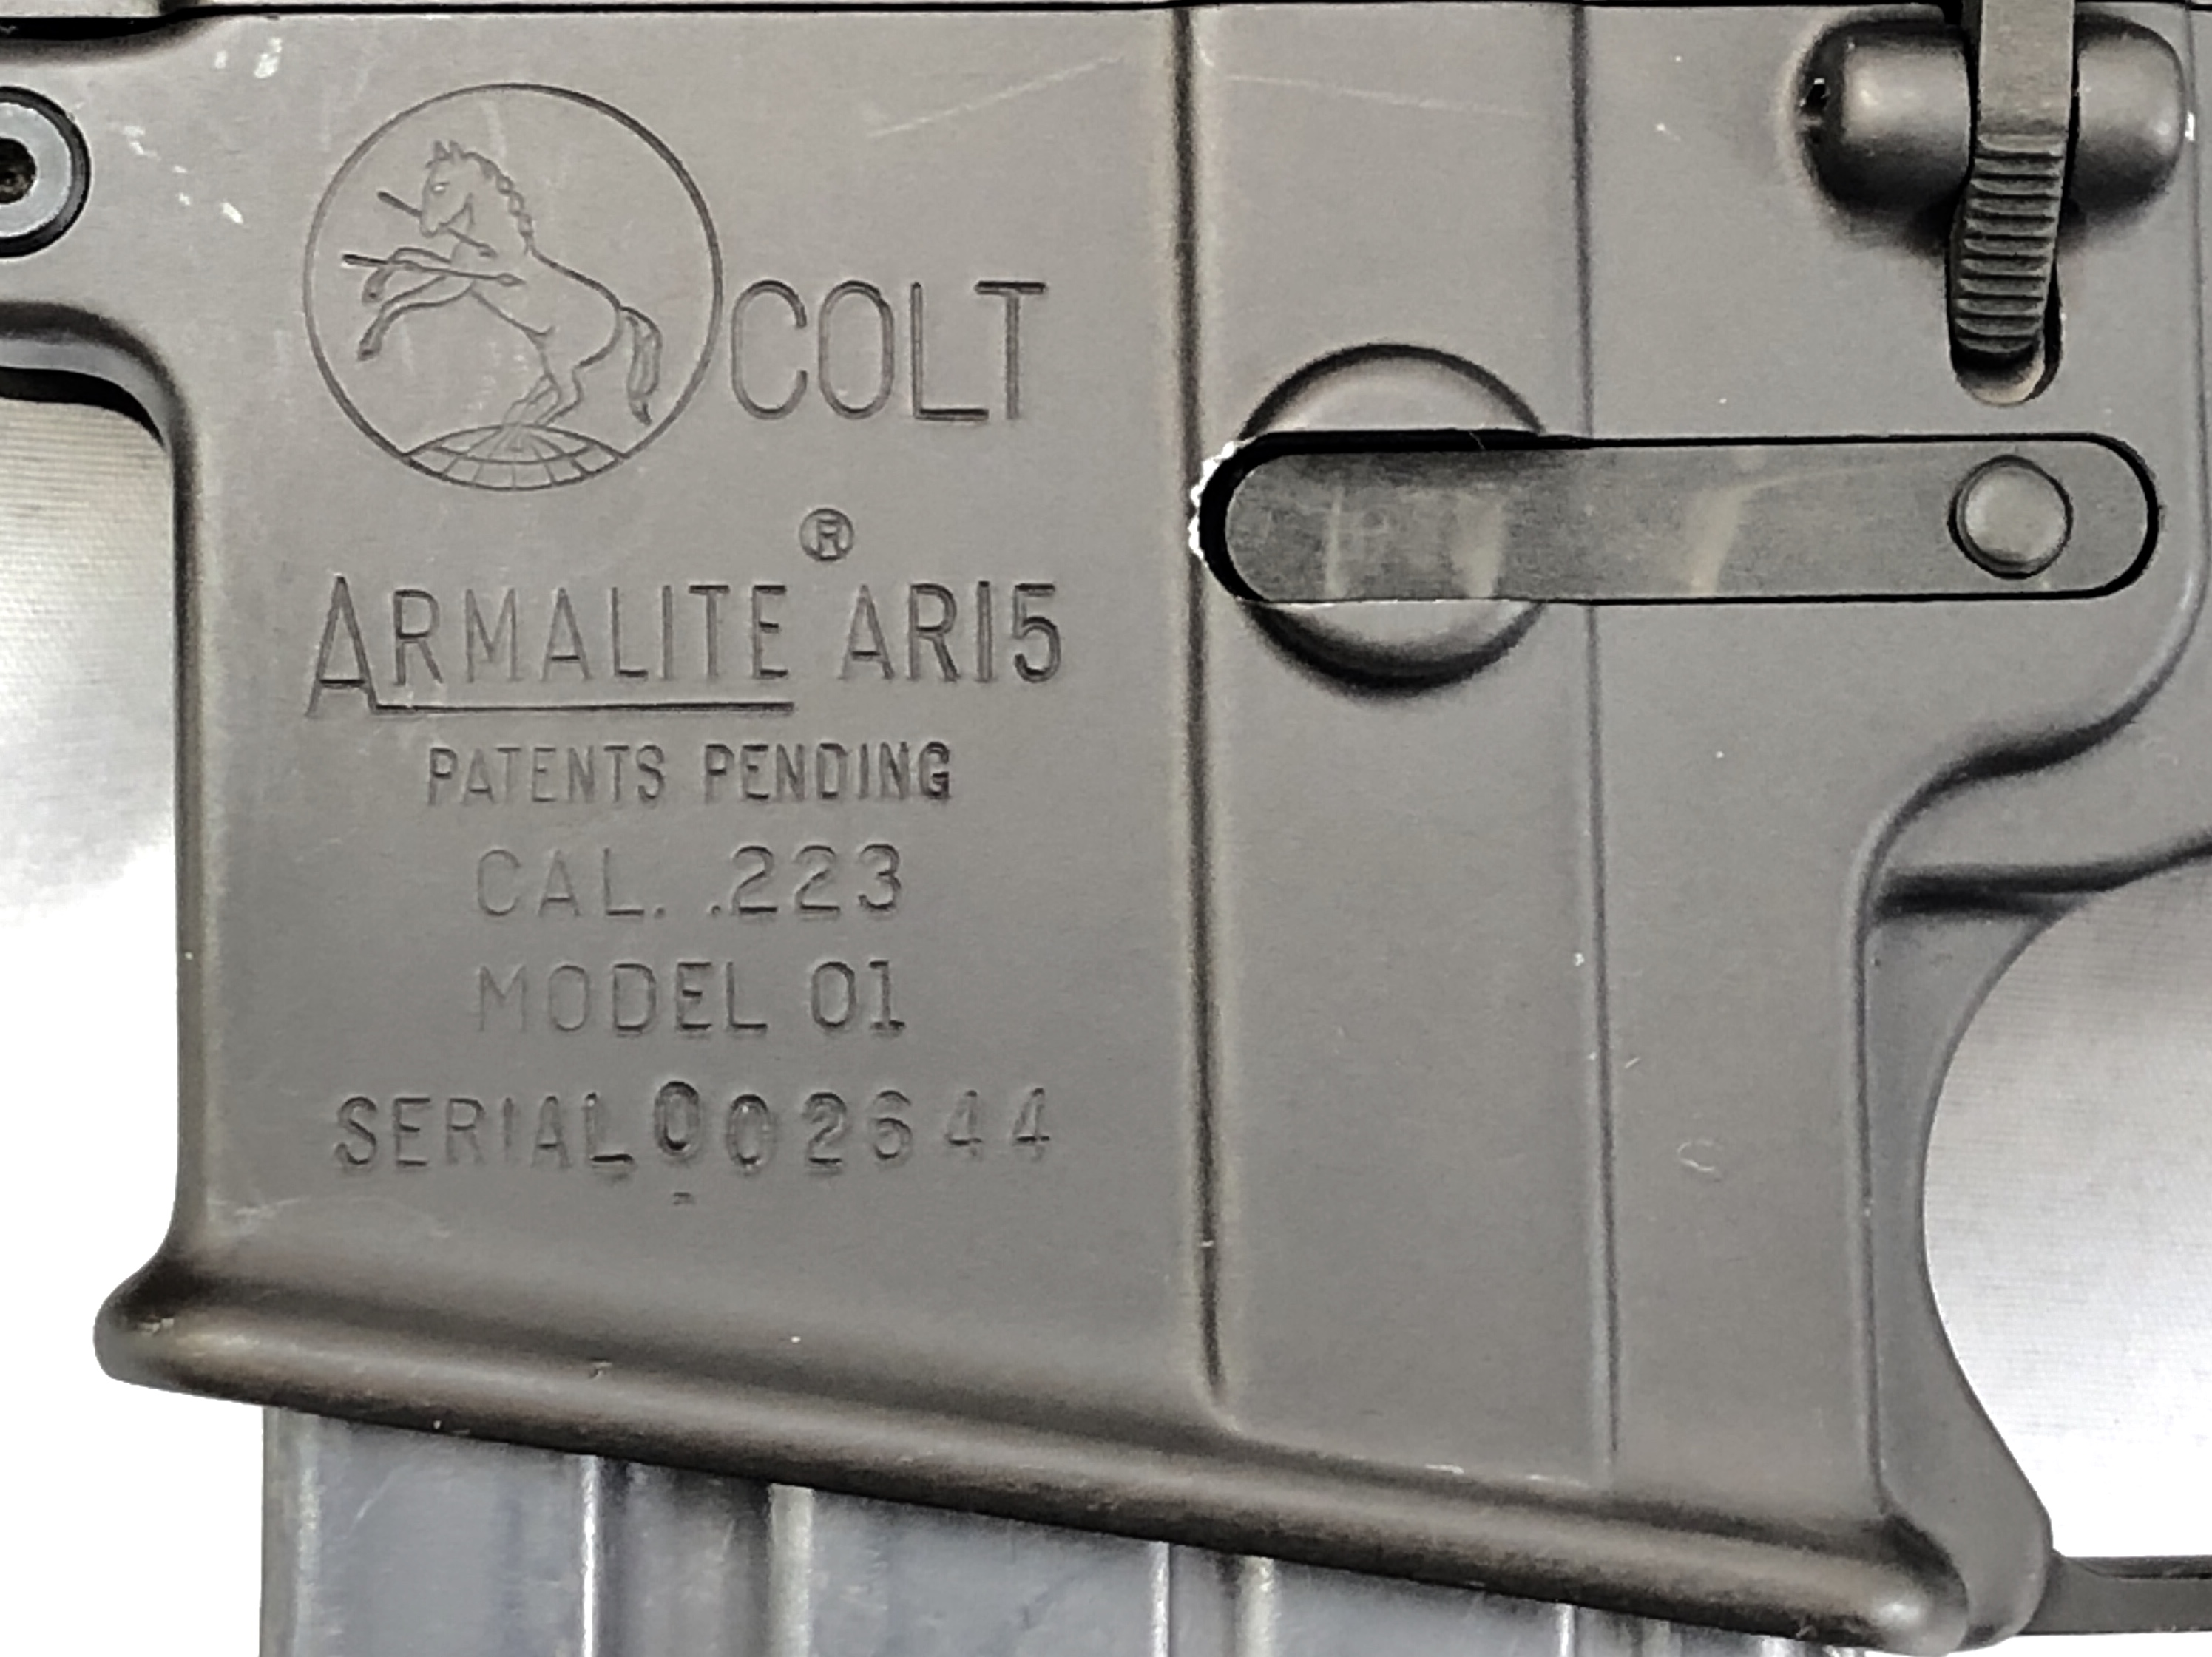 COLT
®
ARMALITE AR15
PATENTS PENDING
CAL. .223
MODEL 01
SERIAL 002644